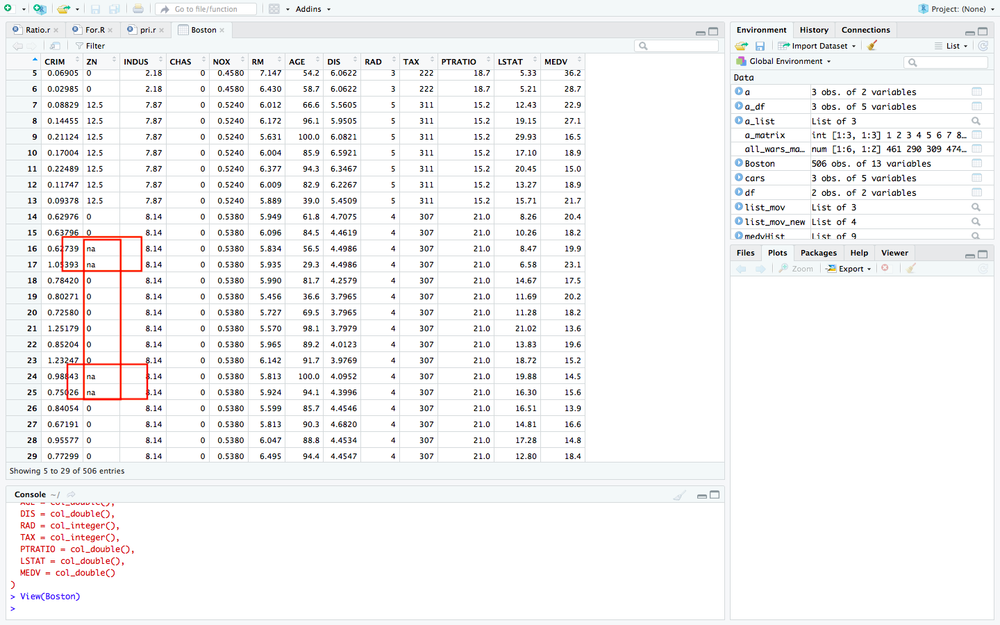 Go to file/function
Addins
Project: (None)
Ratio.r
For.R
pri.r
Boston
Filter
CRIM ZN INDUS CHAS NOX RM AGE DIS RAD TAX PTRATIO LSTAT MEDV
5 0.06905 0 2.18 0 0.4580 7.147 54.2 6.0622 3 222 18.7 5.33 36.2
6 0.02985 0 2.18 0 0.4580 6.430 58.7 6.0622 3 222 18.7 5.21 28.7
7 0.08829 12.5 7.87 0 0.5240 6.012 66.6 5.5605 5 311 15.2 12.43 22.9
8 0.14455 12.5 7.87 0 0.5240 6.172 96.1 5.9505 5 311 15.2 19.15 27.1
9 0.21124 12.5 7.87 0 0.5240 5.631 100.0 6.0821 5 311 15.2 29.93 16.5
10 0.17004 12.5 7.87 0 0.5240 6.004 85.9 6.5921 5 311 15.2 17.10 18.9
11 0.22489 12.5 7.87 0 0.5240 6.377 94.3 6.3467 5 311 15.2 20.45 15.0
12 0.11747 12.5 7.87 0 0.5240 6.009 82.9 6.2267 5 311 15.2 13.27 18.9
13 0.09378 12.5 7.87 0 0.5240 5.889 39.0 5.4509 5 311 15.2 15.71 21.7
14 0.62976 0 8.14 0 0.5380 5.949 61.8 4.7075 4 307 21.0 8.26 20.4
15 0.63796 0 8.14 0 0.5380 6.096 84.5 4.4619 4 307 21.0 10.26 18.2
16 0.62739 na 8.14 0 0.5380 5.834 56.5 4.4986 4 307 21.0 8.47 19.9
17 1.05393 na 8.14 0 0.5380 5.935 29.3 4.4986 4 307 21.0 6.58 23.1
18 0.78420 0 8.14 0 0.5380 5.990 81.7 4.2579 4 307 21.0 14.67 17.5
19 0.80271 0 8.14 0 0.5380 5.456 36.6 3.7965 4 307 21.0 11.69 20.2
20 0.72580 0 8.14 0 0.5380 5.727 69.5 3.7965 4 307 21.0 11.28 18.2
21 1.25179 0 8.14 0 0.5380 5.570 98.1 3.7979 4 307 21.0 21.02 13.6
22 0.85204 0 8.14 0 0.5380 5.965 89.2 4.0123 4 307 21.0 13.83 19.6
23 1.23247 0 8.14 0 0.5380 6.142 91.7 3.9769 4 307 21.0 18.72 15.2
24 0.98843 na 8.14 0 0.5380 5.813 100.0 4.0952 4 307 21.0 19.88 14.5
25 0.75026 na 8.14 0 0.5380 5.924 94.1 4.3996 4 307 21.0 16.30 15.6
26 0.84054 0 8.14 0 0.5380 5.599 85.7 4.4546 4 307 21.0 16.51 13.9
27 0.67191 0 8.14 0 0.5380 5.813 90.3 4.6820 4 307 21.0 14.81 16.6
28 0.95577 0 8.14 0 0.5380 6.047 88.8 4.4534 4 307 21.0 17.28 14.8
29 0.77299 0 8.14 0 0.5380 6.495 94.4 4.4547 4 307 21.0 12.80 18.4
Showing 5 to 29 of 506 entries
Console ~/
AGE = col_double(),
DIS = col_double(),
RAD = col_integer(),
TAX = col_integer(),
PTRATIO = col_double(),
LSTAT = col_double(),
MEDV = col_double()
)
> View(Boston)
>
Environment History Connections
Import Dataset List
Global Environment
Data
a 3 obs. of 2 variables
a_df 3 obs. of 5 variables
a_list List of 3
a_matrix int [1:3, 1:3] 1 2 3 4 5 6 7 8…
all_wars_ma… num [1:6, 1:2] 461 290 309 474…
Boston 506 obs. of 13 variables
cars 3 obs. of 5 variables
df 2 obs. of 2 variables
list_mov List of 3
list_mov_new List of 4
medvHist List of 9
Files Plots Packages Help Viewer
Zoom Export